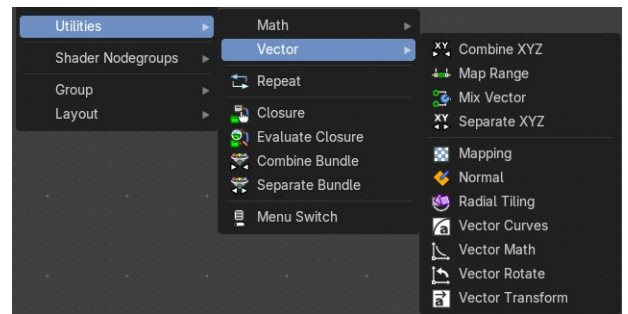 Utilities
Shader Nodegroups
Group
Layout
Math
Vector
Repeat
Closure
Evaluate Closure
Combine Bundle
Separate Bundle
Menu Switch
Combine XYZ
Map Range
Mix Vector
Separate XYZ
Mapping
Normal
Radial Tiling
Vector Curves
Vector Math
Vector Rotate
Vector Transform